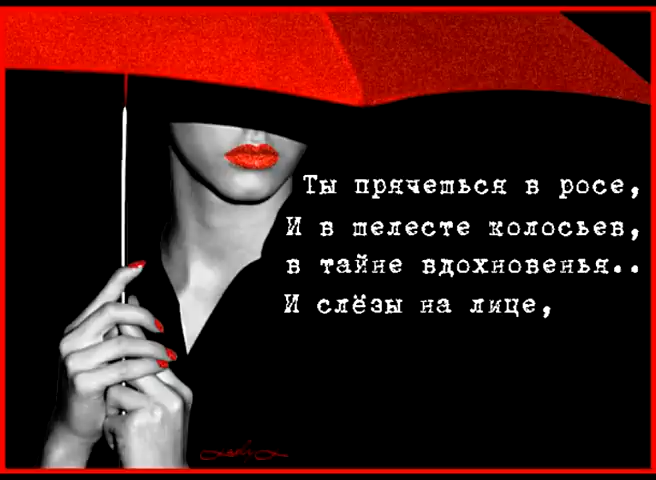 Ты прячешься в росе,
И в шелесте колосьев,
в тайне вдохновенья..
И слёзы на лице,